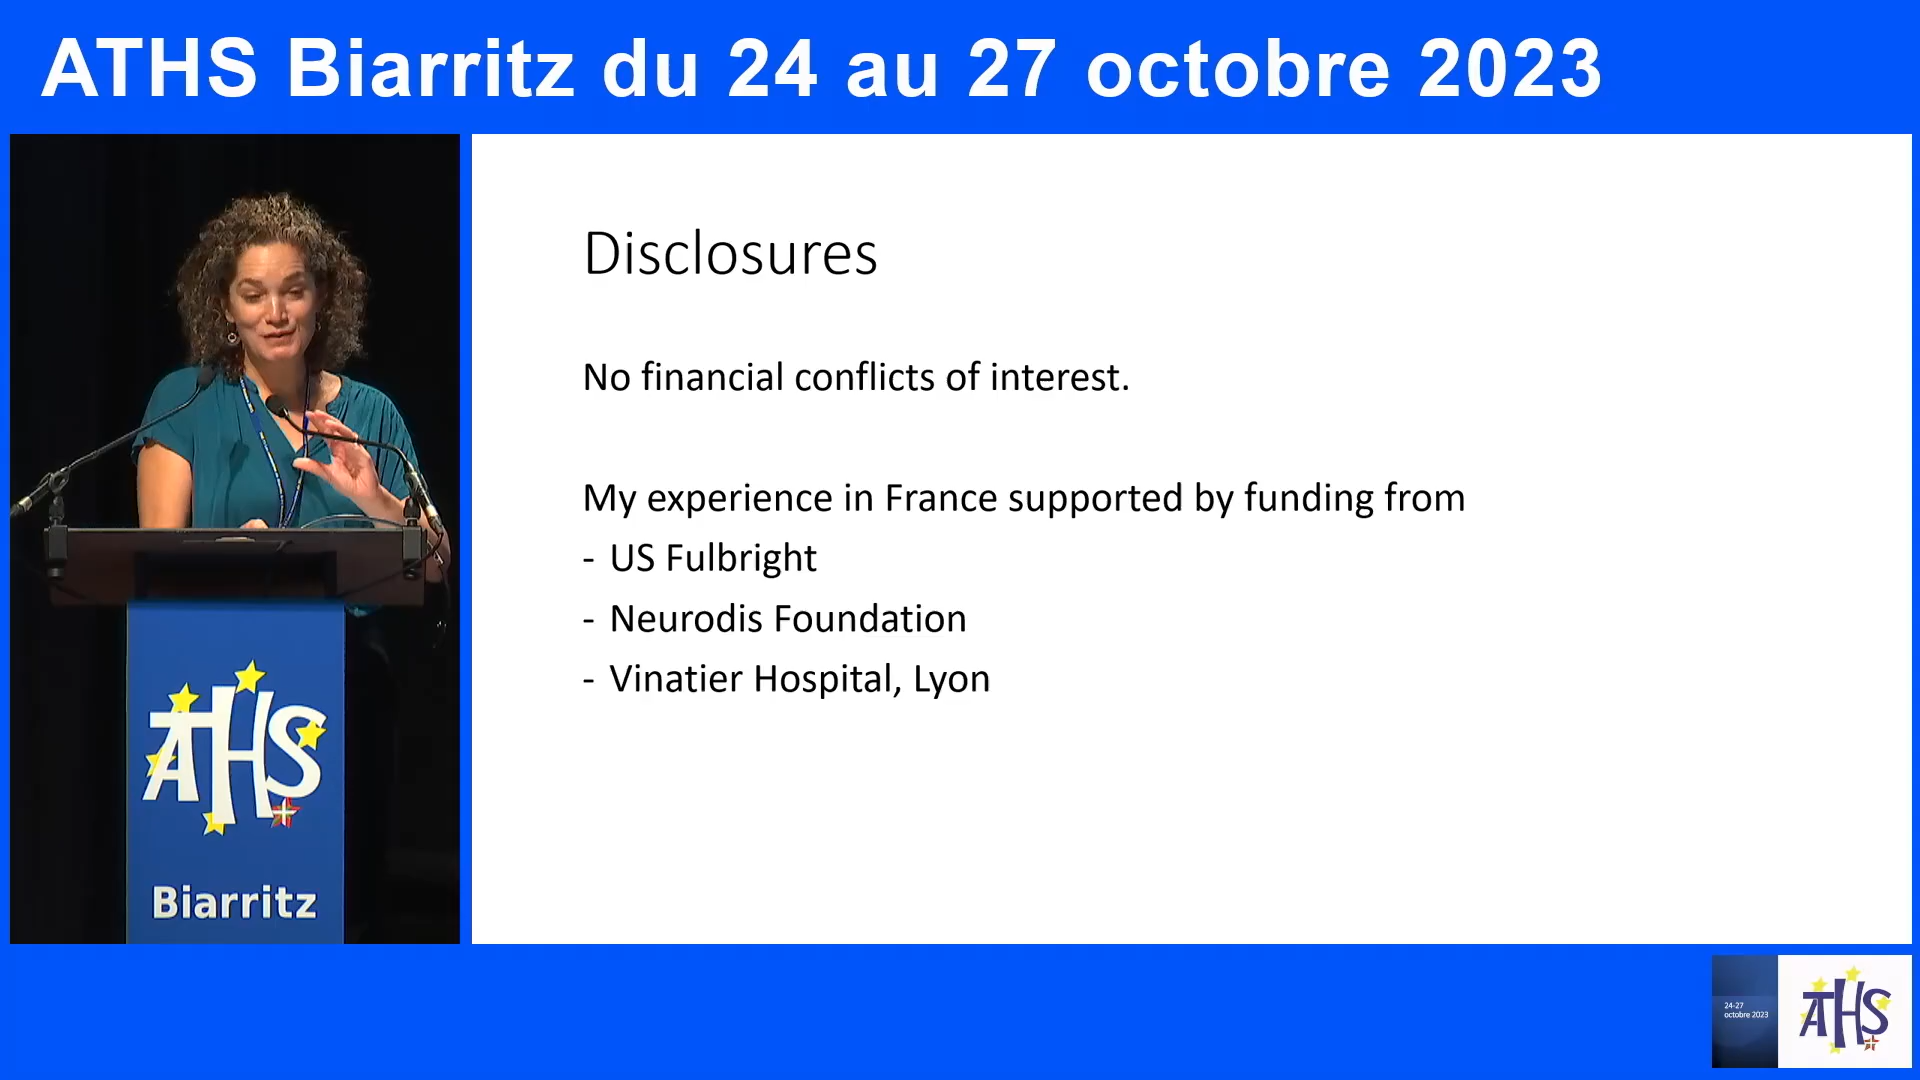 ATHS Biarritz du 24 au 27 octobre 2023
Disclosures
No financial conflicts of interest.
My experience in France supported by funding from
- US Fulbright
- Neurodis Foundation
- Vinatier Hospital, Lyon
ATHS
Biarritz
24-27
octobre 2023
ATHS